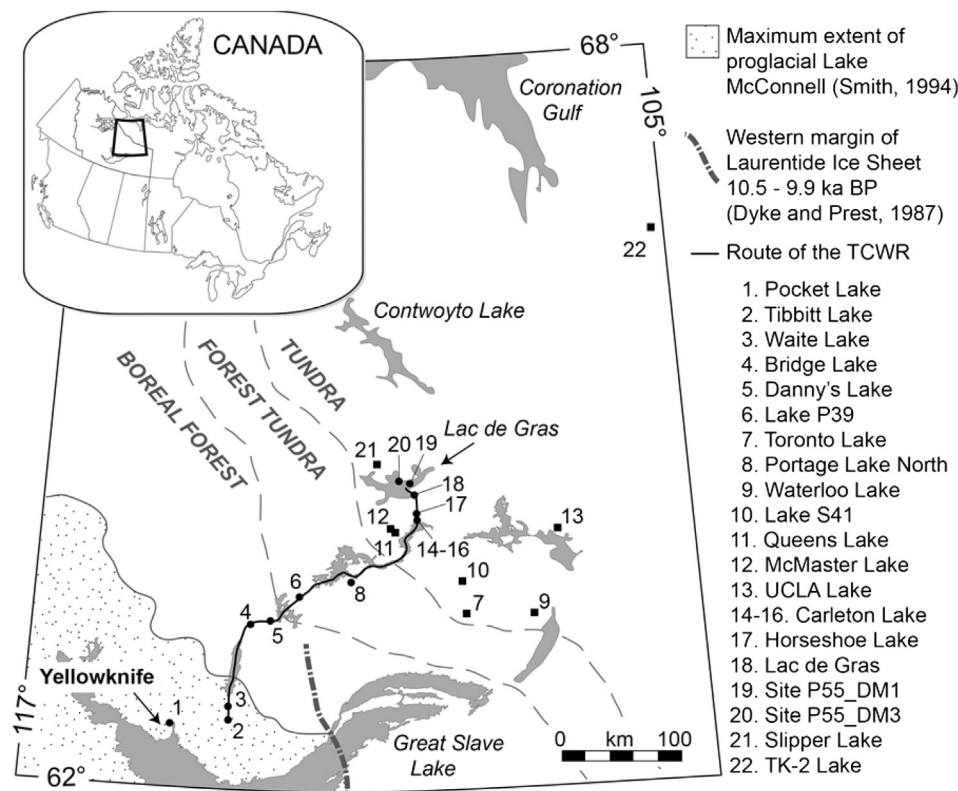 CANADA
68°
105°
Coronation
Gulf
22
Contwoyto Lake
BOREAL FOREST
FOREST TUNDRA
TUNDRA
Lac de Gras
21
20
19
18
17
12
11
14-16
13
10
6
8
7
9
4
5
Yellowknife
1
3
2
117°
62°
Great Slave
Lake
0 km 100
Maximum extent of
proglacial Lake
McConnell (Smith, 1994)
Western margin of
Laurentide Ice Sheet
10.5 - 9.9 ka BP
(Dyke and Prest, 1987)
Route of the TCWR
1. Pocket Lake
2. Tibbitt Lake
3. Waite Lake
4. Bridge Lake
5. Danny's Lake
6. Lake P39
7. Toronto Lake
8. Portage Lake North
9. Waterloo Lake
10. Lake S41
11. Queens Lake
12. McMaster Lake
13. UCLA Lake
14-16. Carleton Lake
17. Horseshoe Lake
18. Lac de Gras
19. Site P55_DM1
20. Site P55_DM3
21. Slipper Lake
22. TK-2 Lake